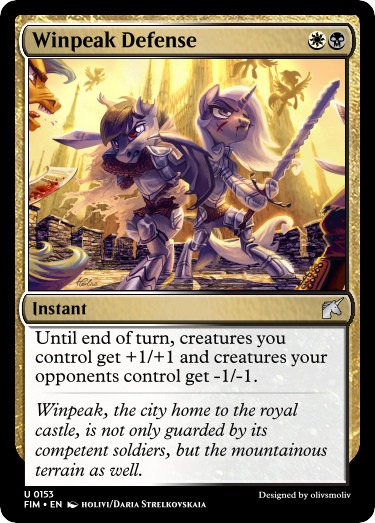 Winpeak Defense
Instant
Until end of turn, creatures you
control get +1/+1 and creatures your
opponents control get -1/-1.
Winpeak, the city home to the royal
castle, is not only guarded by its
competent soldiers, but the mountainous
terrain as well.
U 0153
FIM • EN holivi/Daria Strelkovskaia
Designed by olivsmoliv